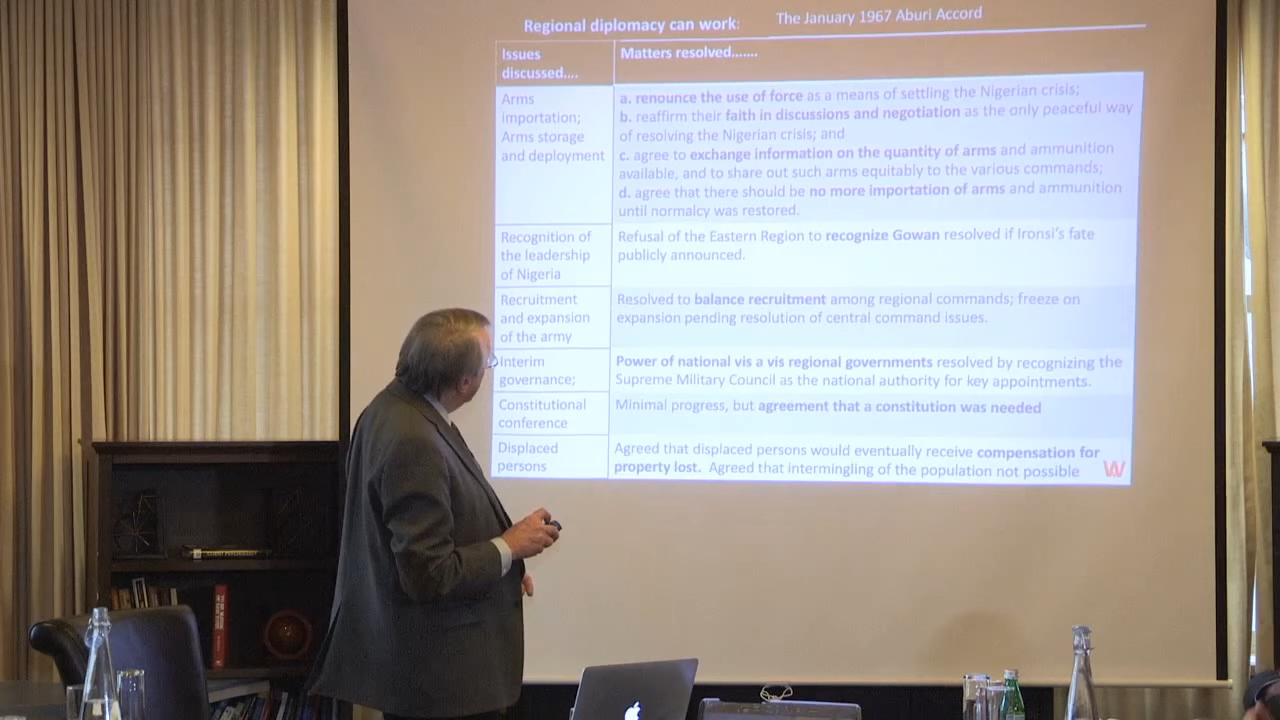 Regional diplomacy can work: The January 1967 Aburi Accord
Issues discussed....
Matters resolved.......
Arms importation; Arms storage and deployment
a. renounce the use of force as a means of settling the Nigerian crisis;
b. reaffirm their faith in discussions and negotiation as the only peaceful way
of resolving the Nigerian crisis; and
c. agree to exchange information on the quantity of arms and ammunition
available, and to share out such arms equitably to the various commands;
d. agree that there should be no more importation of arms and ammunition
until normalcy was restored.
Recognition of the leadership of Nigeria
Refusal of the Eastern Region to recognize Gowan resolved if Ironsi's fate
publicly announced.
Recruitment and expansion of the army
Resolved to balance recruitment among regional commands; freeze on
expansion pending resolution of central command issues.
Interim governance;
Power of national vis a vis regional governments resolved by recognizing the
Supreme Military Council as the national authority for key appointments.
Constitutional conference
Minimal progress, but agreement that a constitution was needed
Displaced persons
Agreed that displaced persons would eventually receive compensation for
property lost. Agreed that intermingling of the population not possible
W